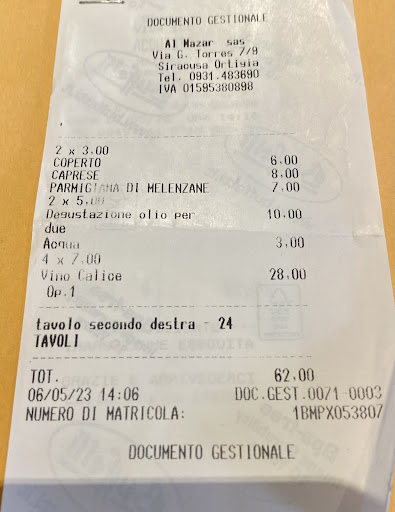 DOCUMENTO GESTIONALE
Al Mazar sas
Via G. Torres 7/9
Siracusa Ortigia
Tel. 0931.483690
IVA 01595380898
2 x 3.00
COPERTO 6.00
CAPRESE 8.00
PARMIGIANA DI MELENZANE 7.00
2 x 5.00
Degustazione olio per 10.00
due
Acqua 3.00
4 x 7.00
Vino Calice 28.00
Op.1
tavolo secondo destra - 24
TAVOLI
TOT. 62.00
06/05/23 14:06 DOC.GEST.0071-0003
NUMERO DI MATRICOLA: 1BMPX053807
DOCUMENTO GESTIONALE